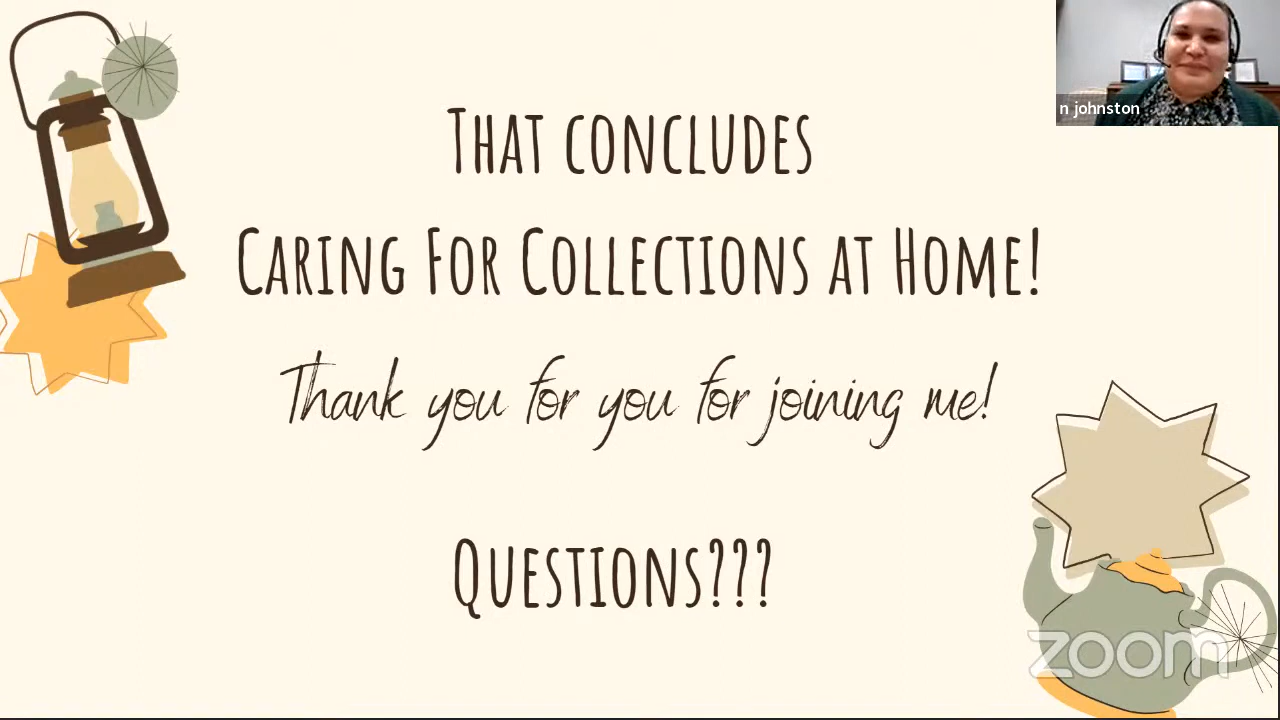 n johnston
THAT CONCLUDES
CARING FOR COLLECTIONS AT HOME!
Thank you for you for joining me!
QUESTIONS???
zoom